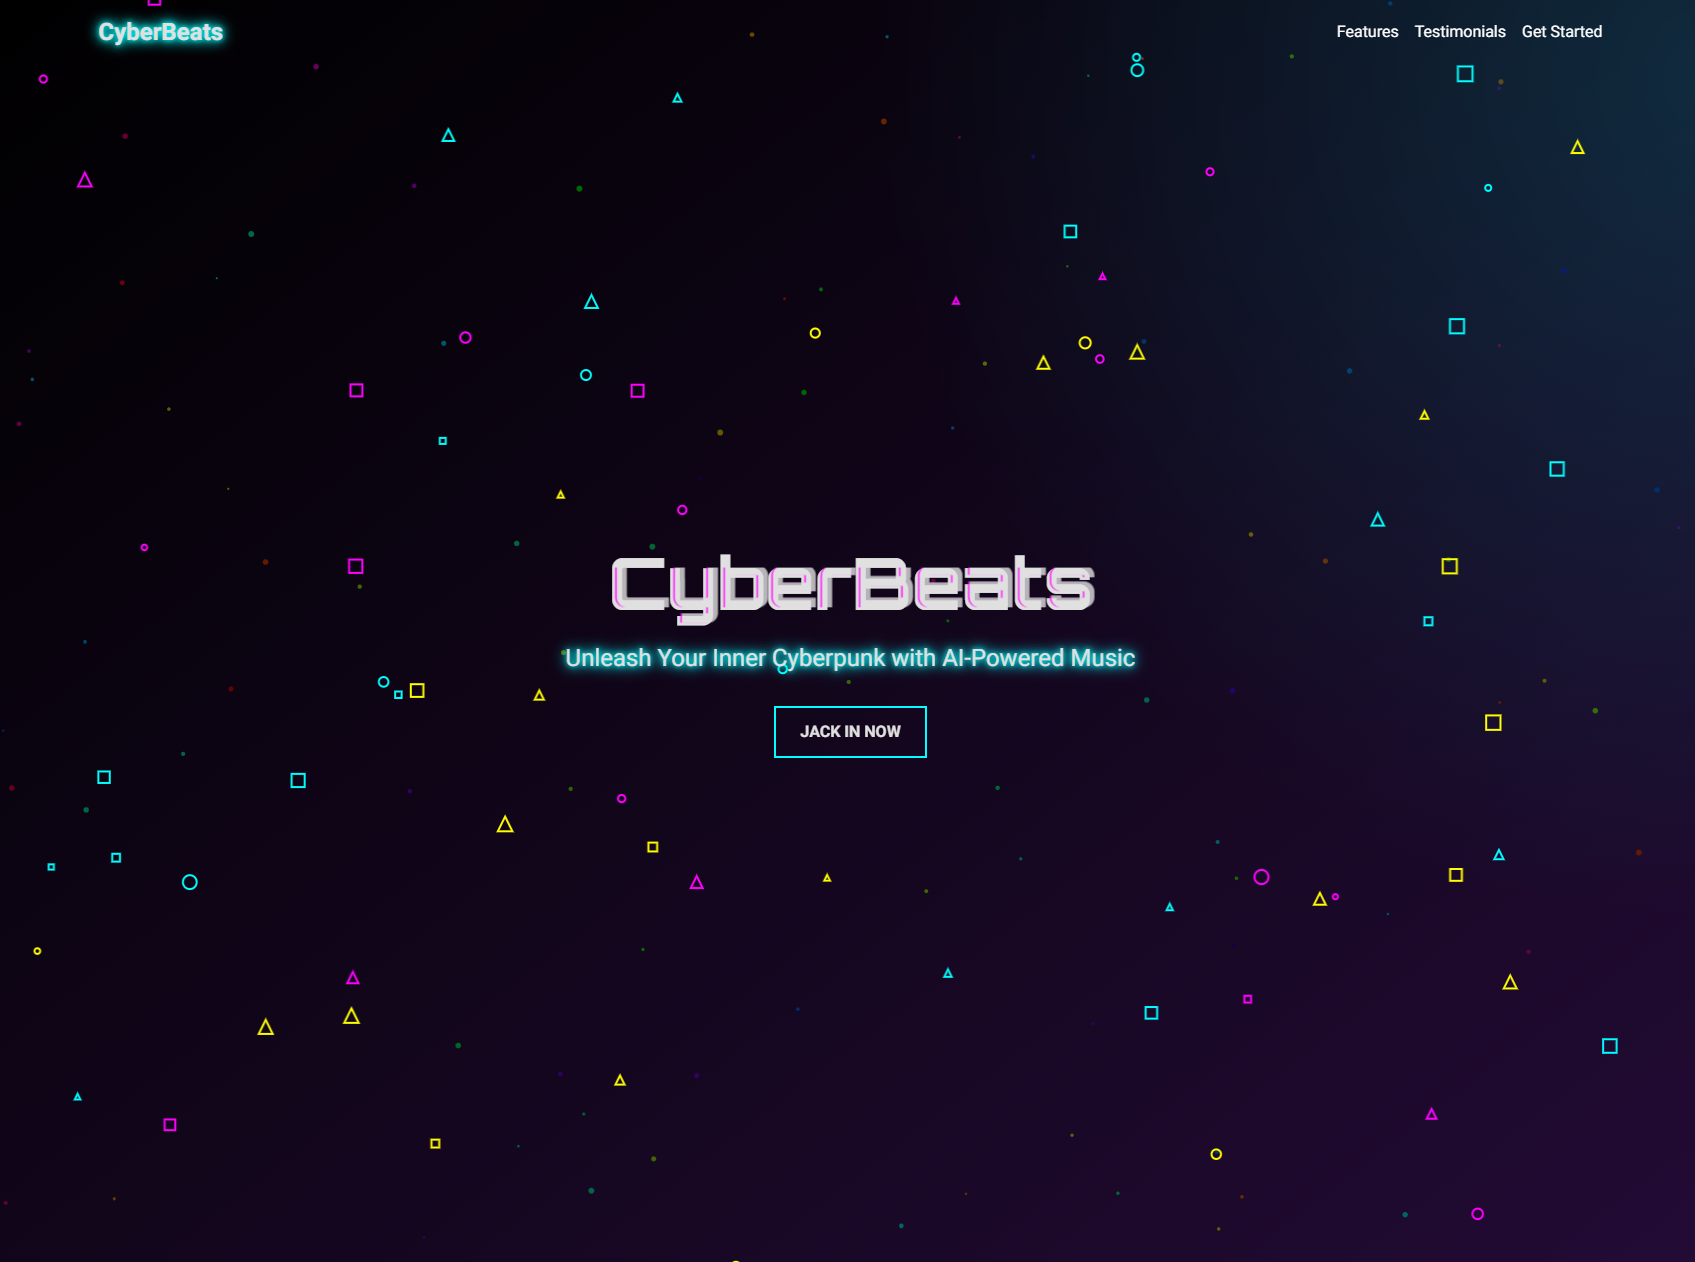 CyberBeats
Features Testimonials Get Started
CyberBeats
Unleash Your Inner Cyberpunk with AI-Powered Music
JACK IN NOW